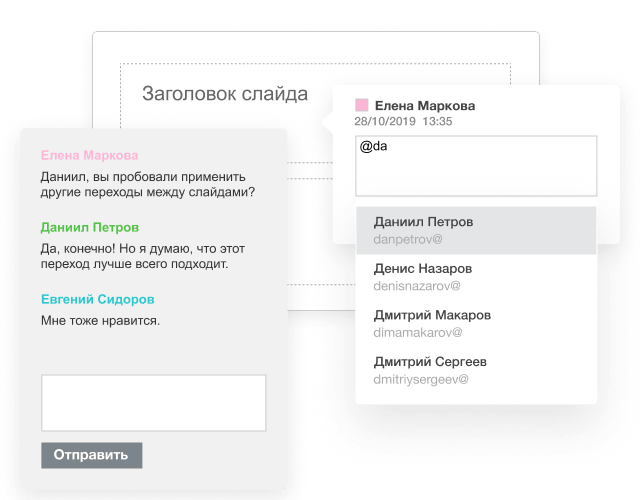 Заголовок слайда
Елена Маркова
28/10/2019 13:35
@da
Даниил Петров
danpetrov@
Денис Назаров
denisnazarov@
Дмитрий Макаров
dimamakarov@
Дмитрий Сергеев
dmitriysergeev@
Елена Маркова
Даниил, вы пробовали применить
другие переходы между слайдами?
Даниил Петров
Да, конечно! Но я думаю, что этот
переход лучше всего подходит.
Евгений Сидоров
Мне тоже нравится.
Отправить